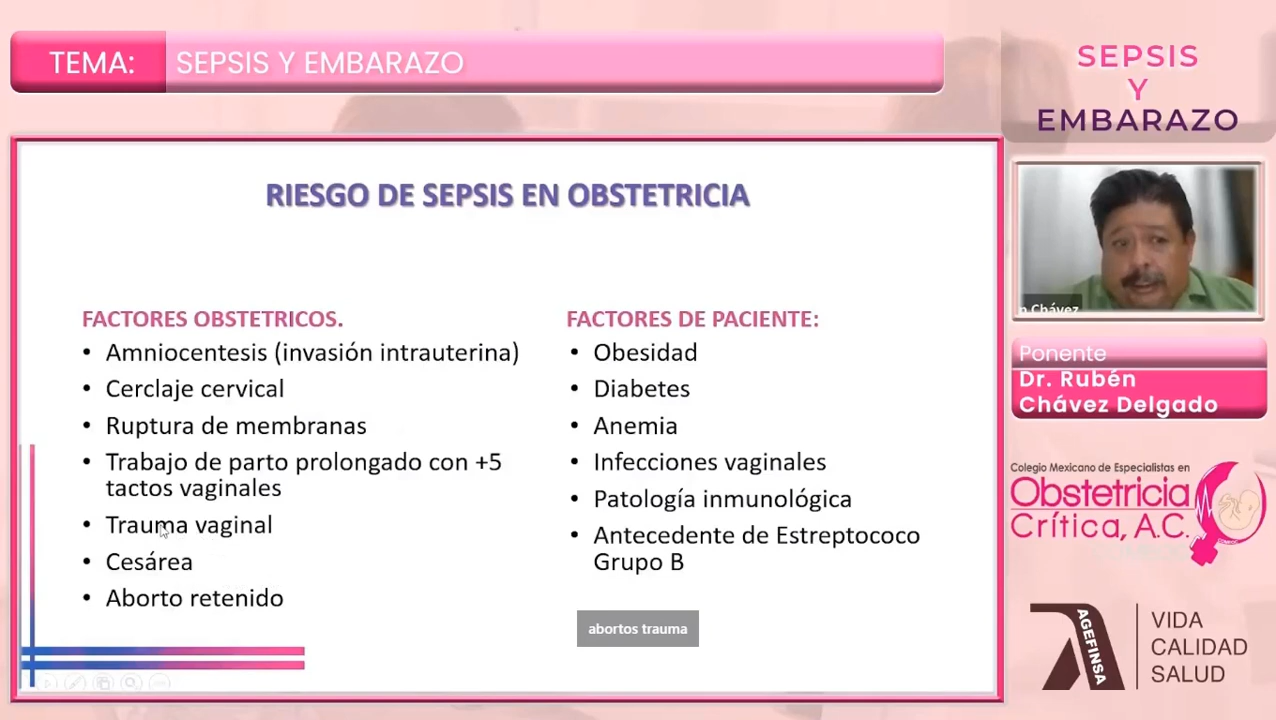 TEMA: SEPSIS Y EMBARAZO
SEPSIS
Y
EMBARAZO
RIESGO DE SEPSIS EN OBSTETRICIA
FACTORES OBSTETRICOS.
• Amniocentesis (invasión intrauterina)
• Cerclaje cervical
• Ruptura de membranas
• Trabajo de parto prolongado con +5
tactos vaginales
• Trauma vaginal
• Cesárea
• Aborto retenido
FACTORES DE PACIENTE:
• Obesidad
• Diabetes
• Anemia
• Infecciones vaginales
• Patología inmunológica
• Antecedente de Estreptococo
Grupo B
abortos trauma
Chávez
Ponente
Dr. Rubén
Chávez Delgado
Colegio Mexicano de Especialistas en
Obstetricia
Crítica, A.C.
AGEFINSA
VIDA
CALIDAD
SALUD